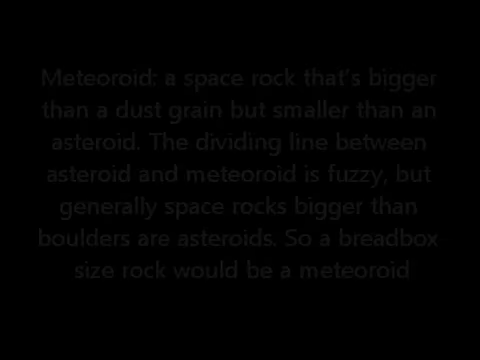 Meteoroid: a space rock that's bigger
than a dust grain but smaller than an
asteroid. The dividing line between
asteroid and meteoroid is fuzzy, but
generally space rocks bigger than
boulders are asteroids. So a breadbox
size rock would be a meteoroid